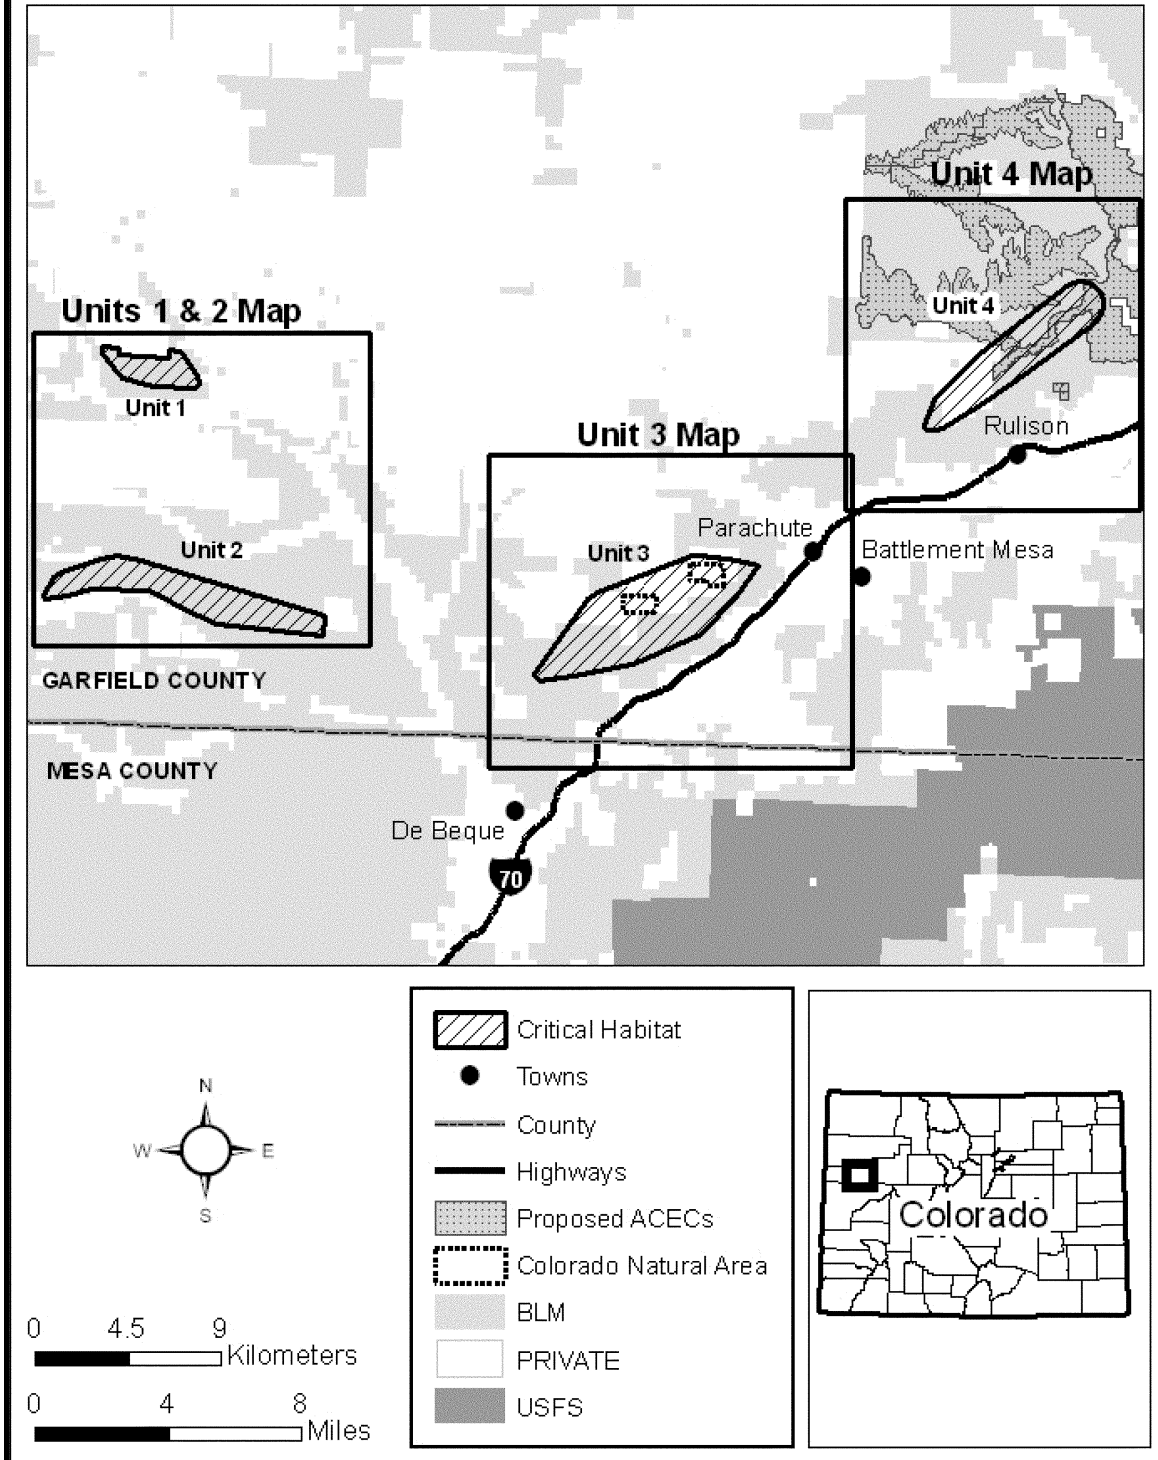 Unit 4 Map
Units 1 & 2 Map
Unit 4
Unit 1
Rulison
Unit 3 Map
Parachute
Unit 2
Unit 3
Battlement Mesa
GARFIELD COUNTY
MESA COUNTY
De Beque
70
Critical Habitat
Towns
County
Highways
Proposed ACECs
Colorado Natural Area
BLM
PRIVATE
USFS
N
W E
S
0 4.5 9
Kilometers
0 4 8
Miles
Colorado